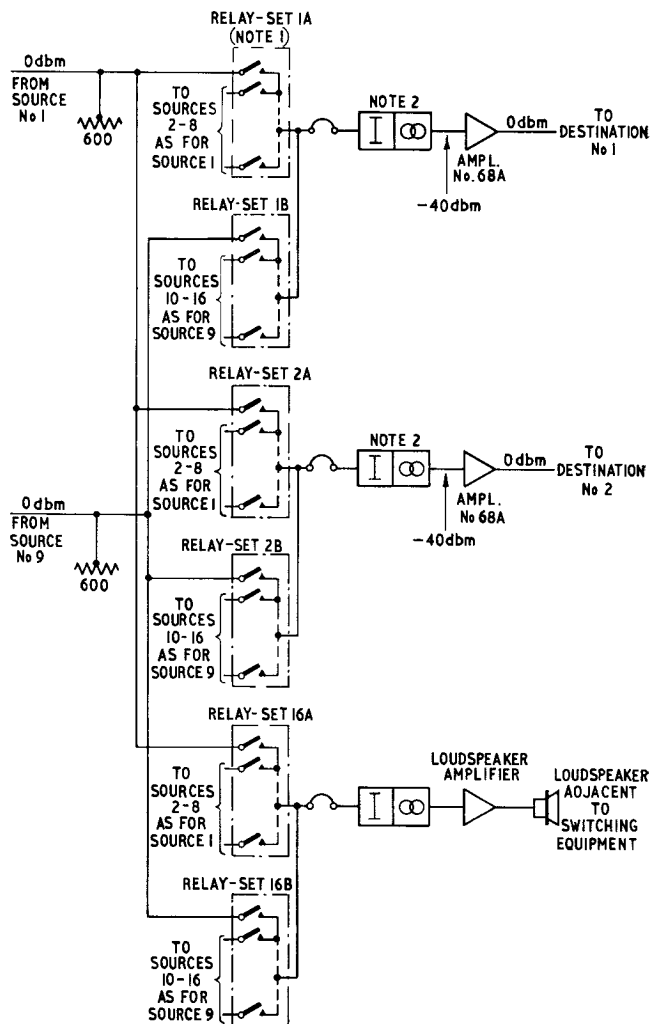 RELAY-SET 1A
(NOTE 1)
0dbm
FROM
SOURCE
No 1
600
TO
SOURCES
2-8
AS FOR
SOURCE 1
NOTE 2
0dbm
TO
DESTINATION
No 1
AMPL.
No. 68A
-40dbm
RELAY-SET 1B
TO
SOURCES
10-16
AS FOR
SOURCE 9
RELAY-SET 2A
TO
SOURCES
2-8
AS FOR
SOURCE 1
NOTE 2
0dbm
TO
DESTINATION
No 2
AMPL.
No 68A
-40dbm
0dbm
FROM
SOURCE
No 9
600
RELAY-SET 2B
TO
SOURCES
10-16
AS FOR
SOURCE 9
RELAY-SET 16A
TO
SOURCES
2-8
AS FOR
SOURCE 1
LOUDSPEAKER
AMPLIFIER
LOUDSPEAKER
ADJACENT
TO
SWITCHING
EQUIPMENT
RELAY-SET 16B
TO
SOURCES
10-16
AS FOR
SOURCE 9